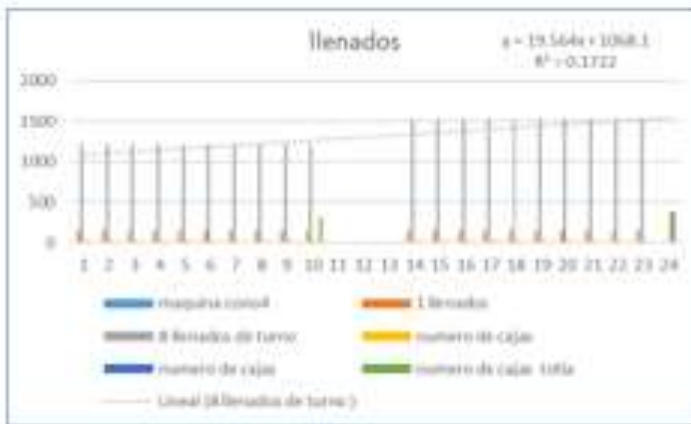 llenados
y = 19.564x + 1068.1
R² = 0.1722
2000
1500
1000
500
0
1 2 3 4 5 6 7 8 9 10 11 12 13 14 15 16 17 18 19 20 21 22 23 24
maquina cono4 1 llenados
8 llenados de turno numero de cajas
numero de cajas numero de cajas totla
Lineal (8 llenados de turno )